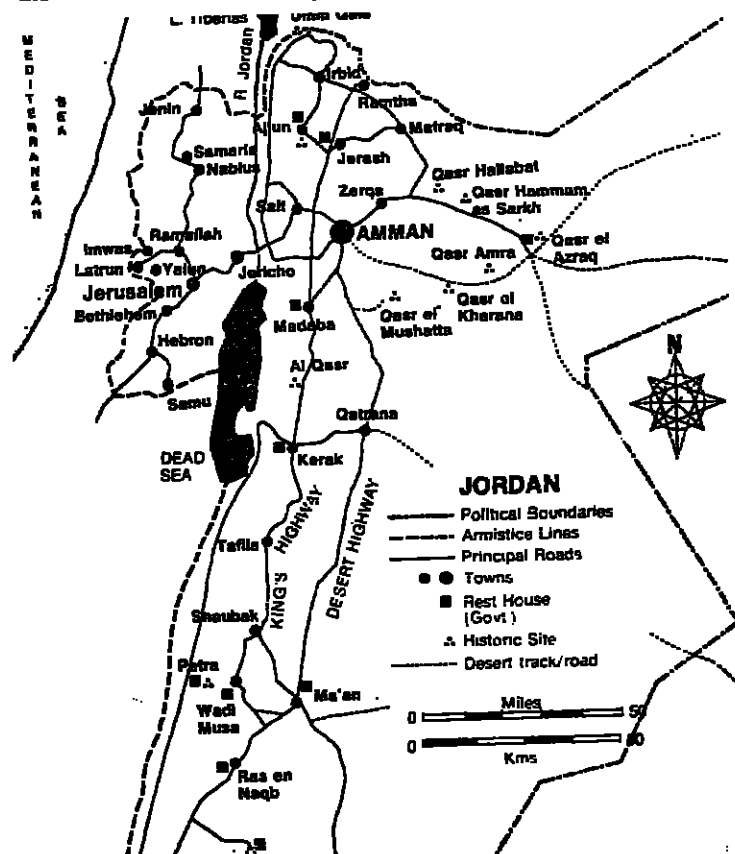 MEDITERRANEAN
SEA
R Jordan
Irbid
Ramtha
Jenin
Ajlun
Mafraq
Jerash
Samaria
Nablus
Qasr Hallabat
Zerqa
Qasr Hammam
as Sarkh
Salt
AMMAN
Ramallah
Imwas
Qasr el
Azraq
Qasr Amra
Latrun
Yalun
Jericho
Jerusalem
Qasr el
Kharana
Bethlehem
Madaba
Qasr el
Mushatta
Hebron
Al Qasr
N
Samu
Qatrana
DEAD
SEA
Kerak
JORDAN
Political Boundaries
Armistice Lines
Principal Roads
Towns
Rest House
(Govt)
Historic Site
Desert track/road
Tafila
KING'S HIGHWAY
DESERT HIGHWAY
Shaubak
Petra
Ma'an
Wadi
Musa
Miles
0 50
0 80
Kms
Ras en
Naqb